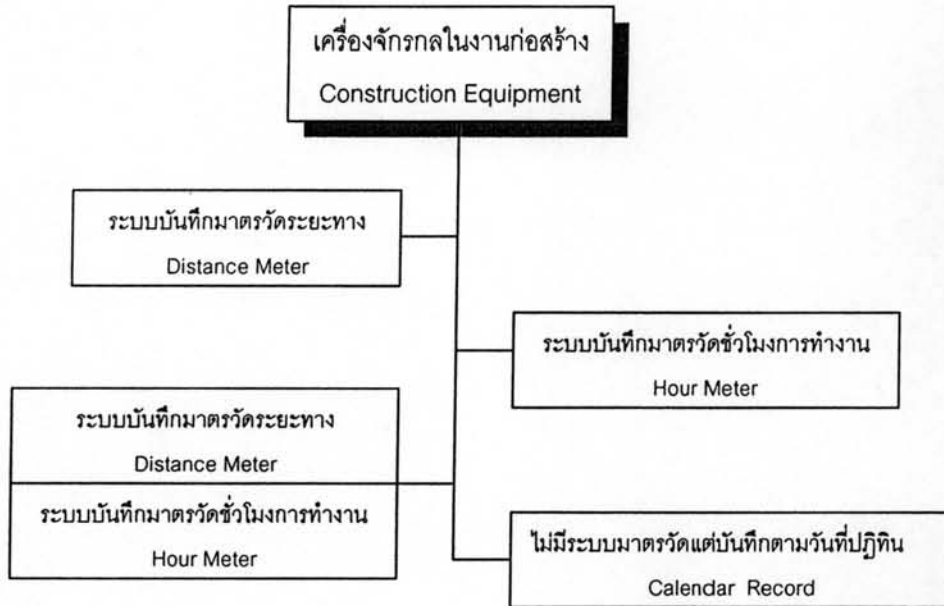 เครื่องจักรกลในงานก่อสร้าง
Construction Equipment
ระบบบันทึกมาตรวัดระยะทาง
Distance Meter
ระบบบันทึกมาตรวัดชั่วโมงการทำงาน
Hour Meter
ระบบบันทึกมาตรวัดระยะทาง
Distance Meter
ระบบบันทึกมาตรวัดชั่วโมงการทำงาน
Hour Meter
ไม่มีระบบมาตรวัดแต่บันทึกตามวันที่ปฏิทิน
Calendar Record